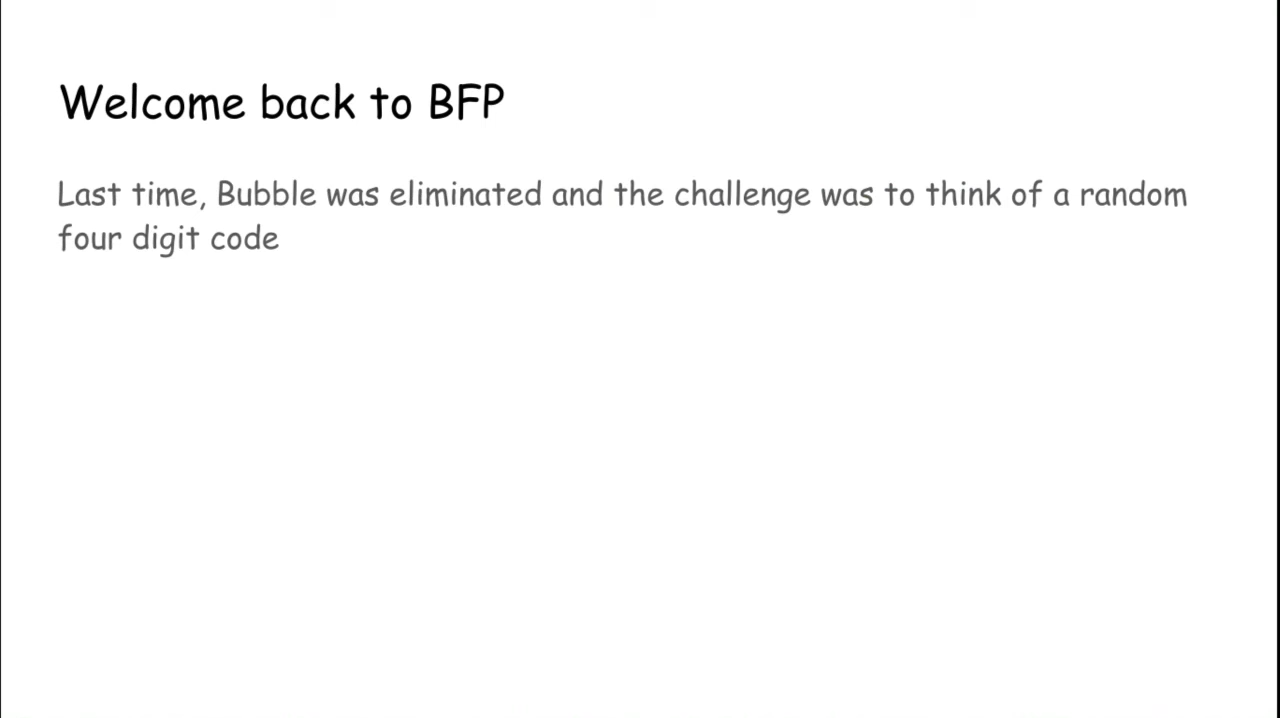 Welcome back to BFP
Last time, Bubble was eliminated and the challenge was to think of a random
four digit code